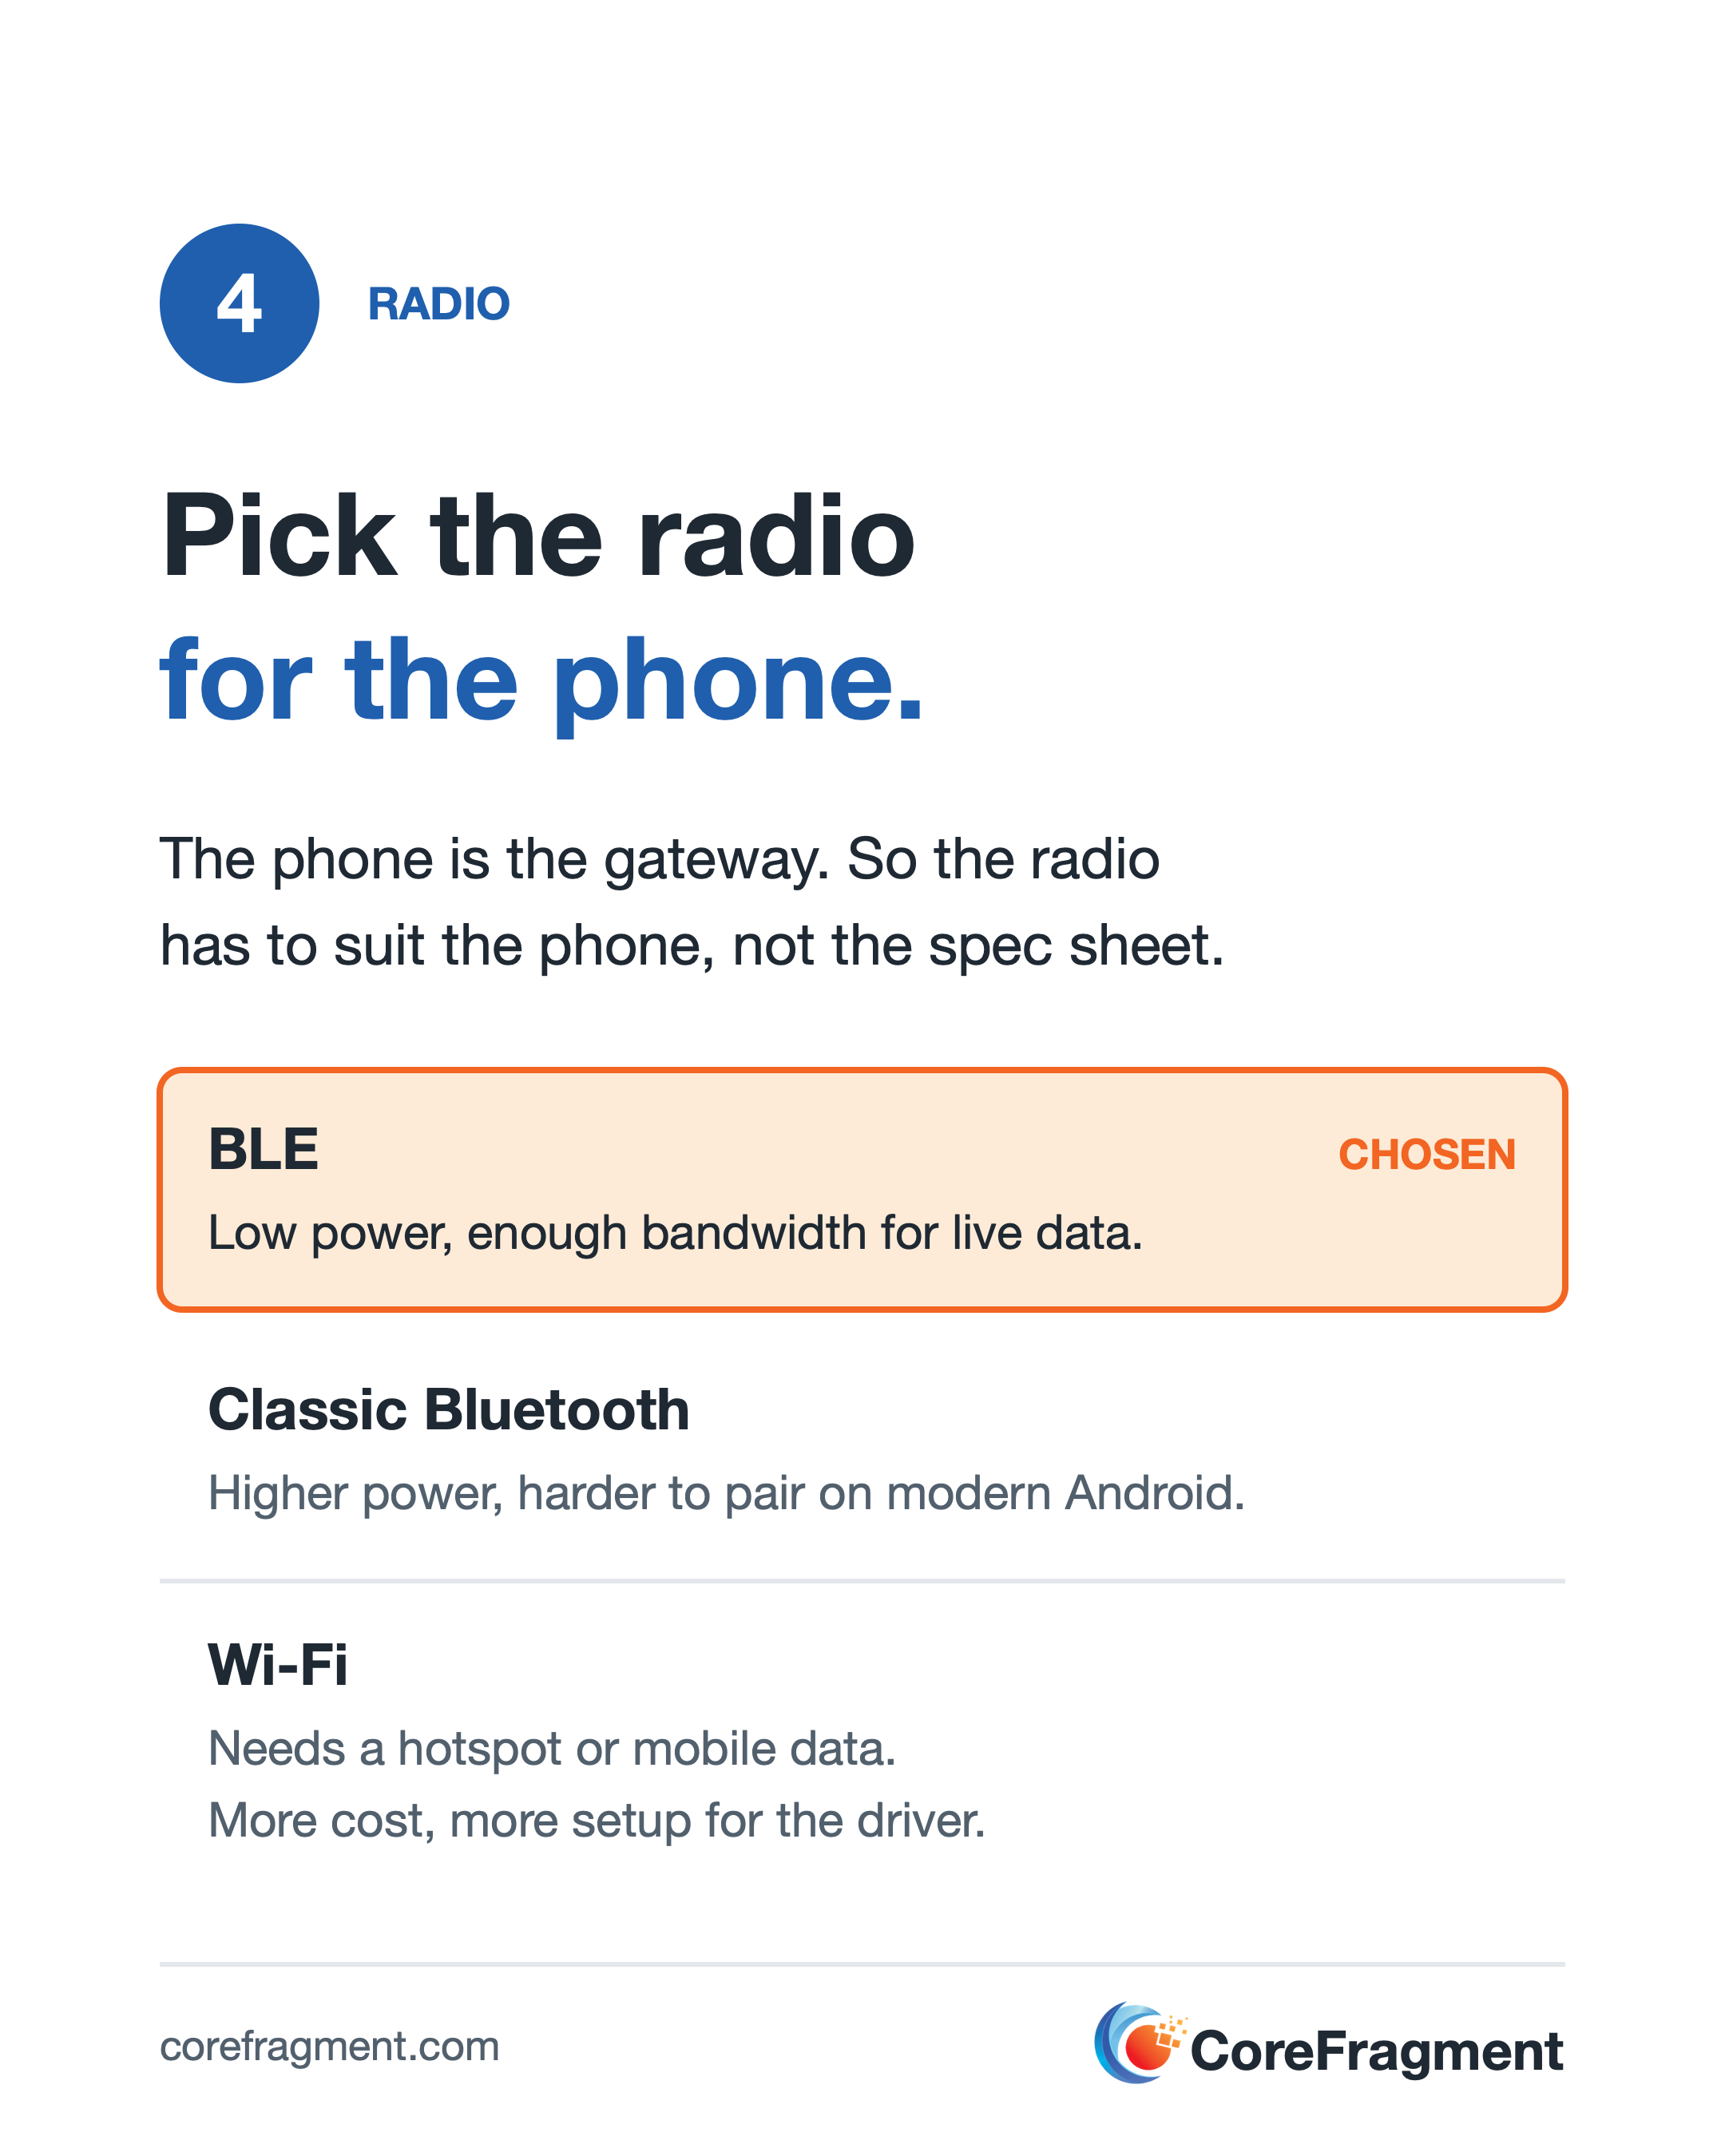 4
RADIO
Pick the radio
for the phone.
The phone is the gateway. So the radio
has to suit the phone, not the spec sheet.
BLE
CHOSEN
Low power, enough bandwidth for live data.
Classic Bluetooth
Higher power, harder to pair on modern Android.
Wi-Fi
Needs a hotspot or mobile data.
More cost, more setup for the driver.
corefragment.com
CoreFragment